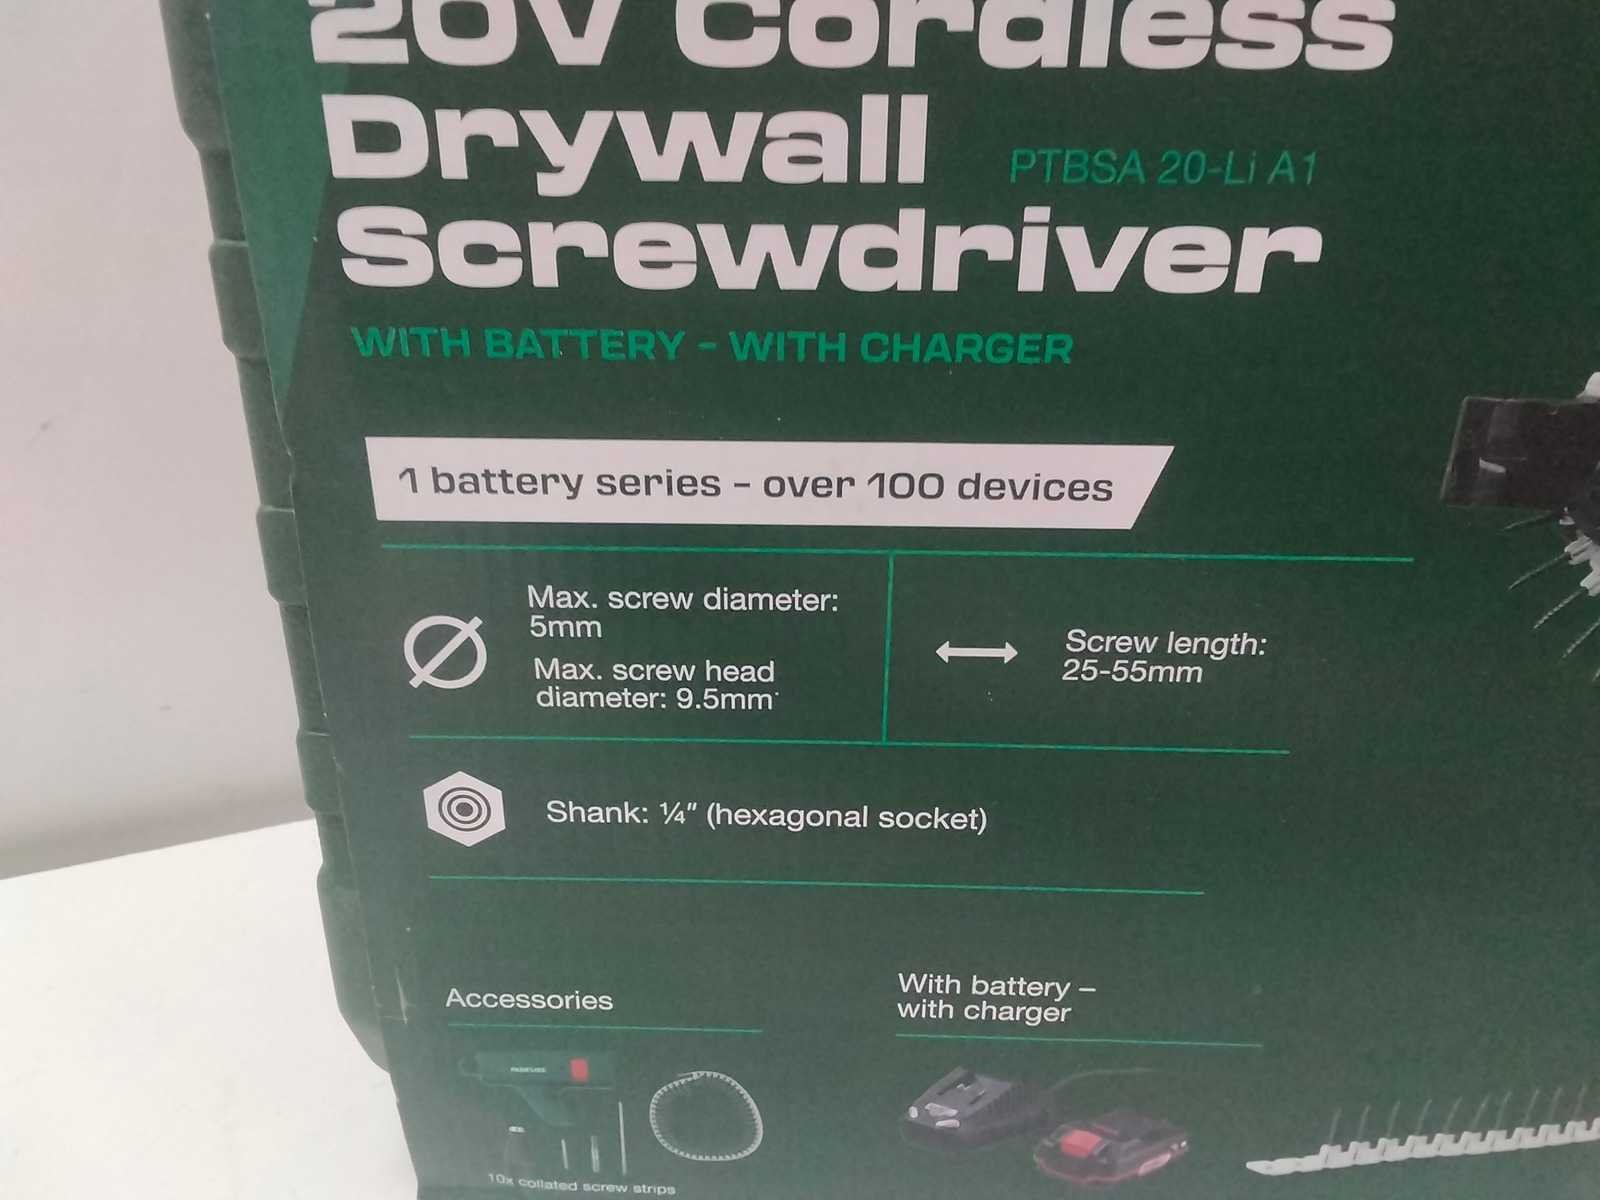 20V Cordless
Drywall
PTBSA 20-Li A1
Screwdriver
WITH BATTERY - WITH CHARGER
1 battery series - over 100 devices
Max. screw diameter:
5mm
Max. screw head
diameter: 9.5mm
Screw length:
25-55mm
Shank: ¼" (hexagonal socket)
Accessories
With battery –
with charger
PARKSIDE
10x collated screw strips